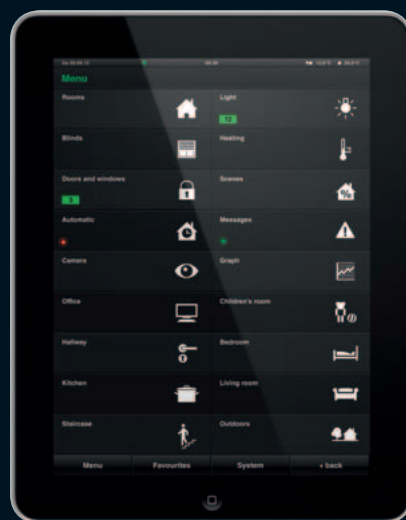 Menu
Rooms
Light
12
Blinds
Heating
Doors and windows
3
Scenes
%
Automatic
Messages
Camera
Graph
Office
Children's room
Hallway
Bedroom
Kitchen
Living room
Staircase
Outdoors
Menu Favourites System ‹ back